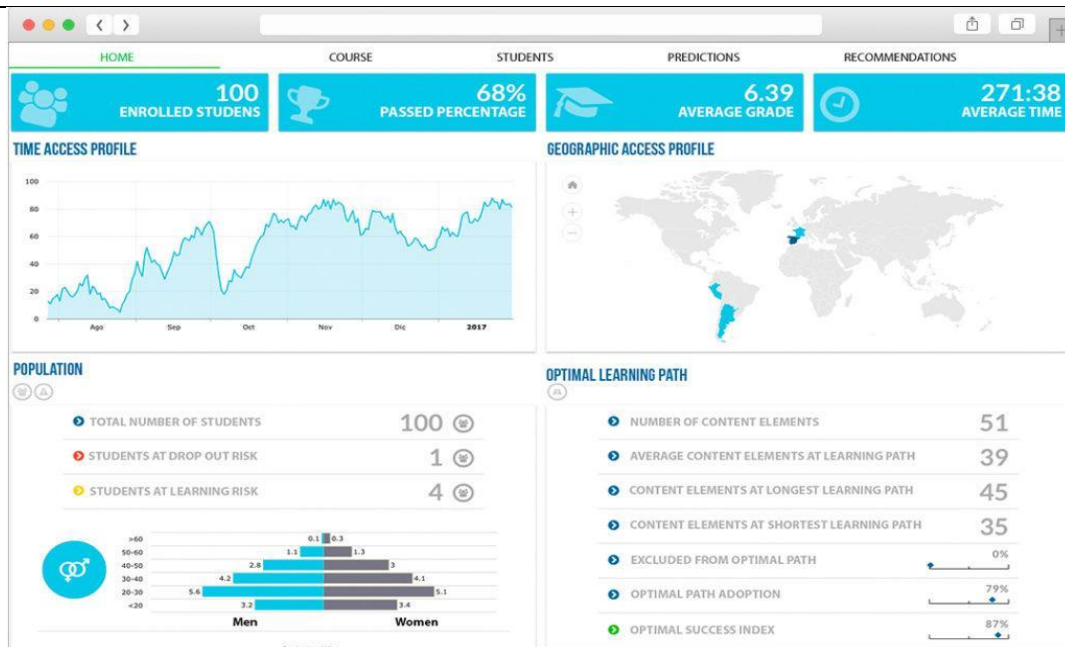 HOME COURSE STUDENTS PREDICTIONS RECOMMENDATIONS
100
ENROLLED STUDENS
68%
PASSED PERCENTAGE
6.39
AVERAGE GRADE
271:38
AVERAGE TIME
TIME ACCESS PROFILE
100
80
60
40
20
0
Ago Sep Oct Nov Dic 2017
GEOGRAPHIC ACCESS PROFILE
POPULATION
TOTAL NUMBER OF STUDENTS 100
STUDENTS AT DROP OUT RISK 1
STUDENTS AT LEARNING RISK 4
>60 0.1 0.3
50-60 1.1 1.3
40-50 2.8 3
30-40 4.2 4.1
20-30 5.6 5.1
<20 3.2 3.4
Men Women
OPTIMAL LEARNING PATH
NUMBER OF CONTENT ELEMENTS 51
AVERAGE CONTENT ELEMENTS AT LEARNING PATH 39
CONTENT ELEMENTS AT LONGEST LEARNING PATH 45
CONTENT ELEMENTS AT SHORTEST LEARNING PATH 35
EXCLUDED FROM OPTIMAL PATH 0%
OPTIMAL PATH ADOPTION 79%
OPTIMAL SUCCESS INDEX 87%